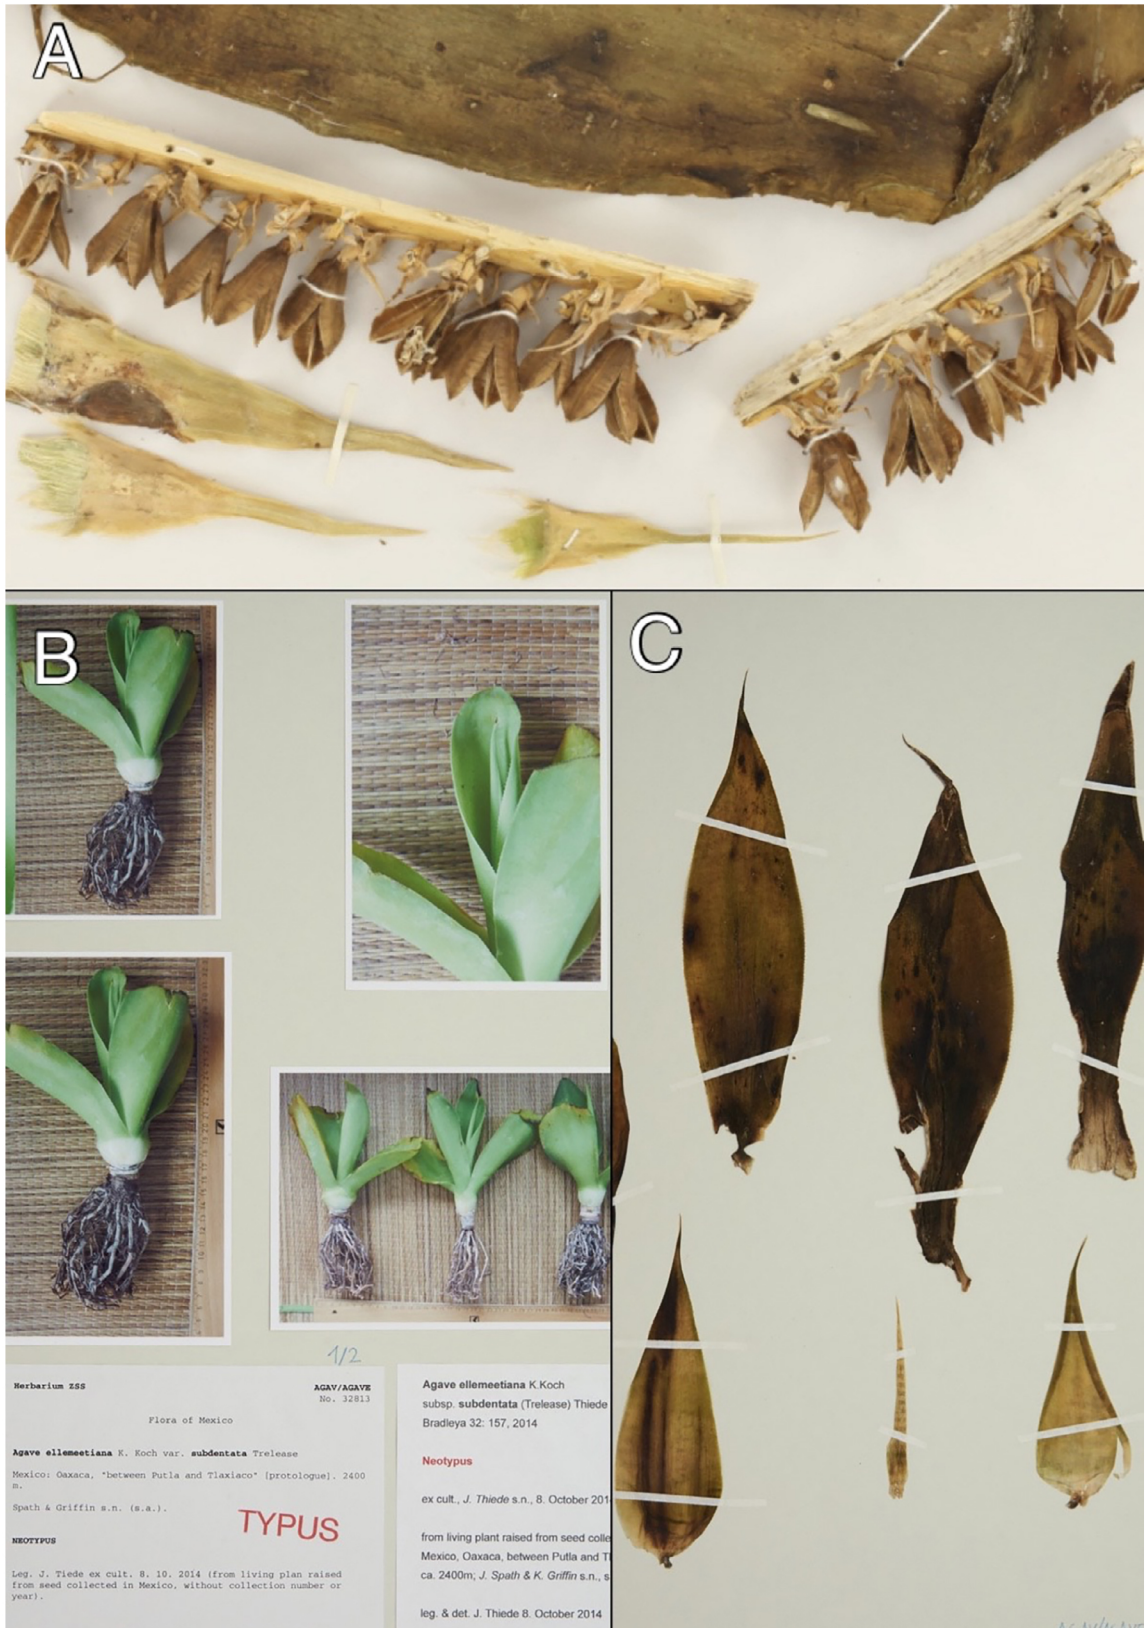 A
B
C
1/2
Herbarium ZSS
AGAV/AGAVE
No. 32813
Flora of Mexico
Agave ellemeetiana K. Koch var. subdentata Trelease
Mexico: Oaxaca, "between Putla and Tlaxiaco" [protologue]. 2400
m.
Spath & Griffin s.n. (s.a.).
TYPUS
NEOTYPUS
Leg. J. Tiede ex cult. 8. 10. 2014 (from living plan raised
from seed collected in Mexico, without collection number or
year).
Agave ellemeetiana K.Koch
subsp. subdentata (Trelease) Thiede
Bradleya 32: 157, 2014
Neotypus
ex cult., J. Thiede s.n., 8. October 201
from living plant raised from seed colle
Mexico, Oaxaca, between Putla and Tl
ca. 2400m; J. Spath & K. Griffin s.n., s
leg. & det. J. Thiede 8. October 2014